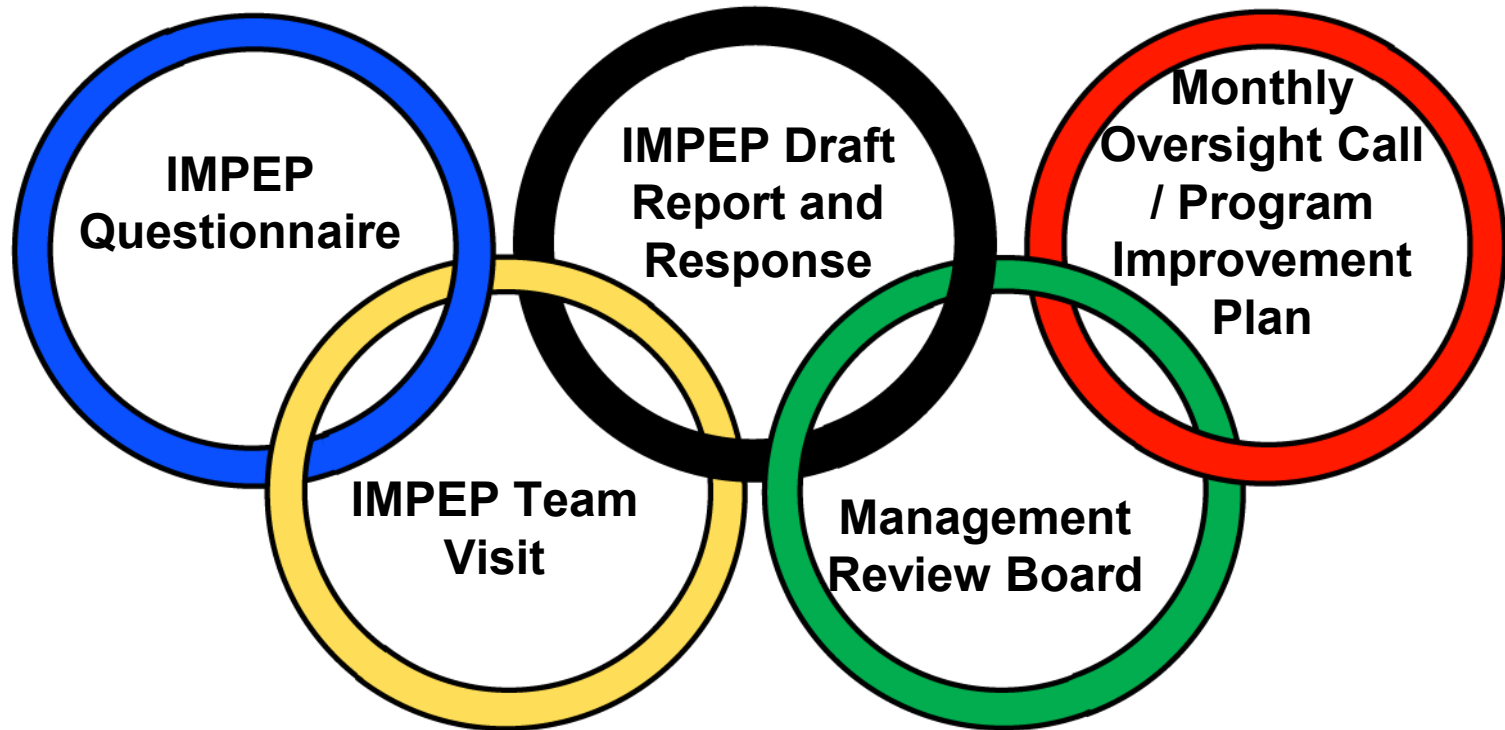 IMPEP
Questionnaire
IMPEP Team
Visit
IMPEP Draft
Report and
Response
Management
Review Board
Monthly
Oversight Call
/ Program
Improvement
Plan